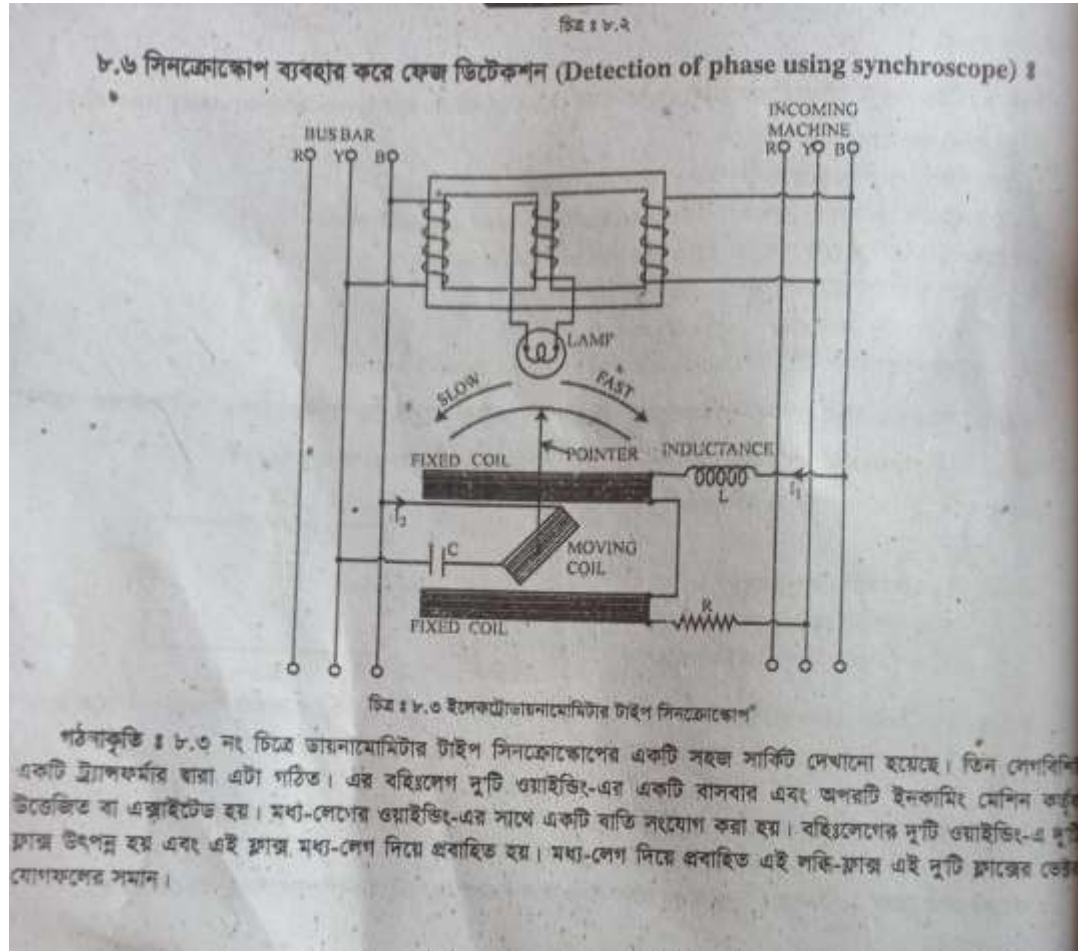 চিত্র ঃ ৮.২
৮.৬ সিনক্রোস্কোপ ব্যবহার করে ফেজ ডিটেকশন (Detection of phase using synchroscope) ঃ
BUS BAR
R Y B
INCOMING
MACHINE
R Y B
LAMP
SLOW
FAST
FIXED COIL
POINTER
INDUCTANCE
L
I₁
I₂
C
MOVING
COIL
FIXED COIL
R
চিত্র ঃ ৮.৩ ইলেকট্রোডায়নামোমিটার টাইপ সিনক্রোস্কোপ
গঠনাকৃতি ঃ ৮.৩ নং চিত্রে ডায়নামোমিটার টাইপ সিনক্রোস্কোপের একটি সহজ সার্কিট দেখানো হয়েছে। তিন
একটি ট্রান্সফর্মার দ্বারা এটা গঠিত। এর বহিঃলেগ দু'টি ওয়াইন্ডিং-এর একটি বাসবার এবং অপরটি ইনকামিং মেশিন
উত্তেজিত বা এক্সাইটেড হয়। মধ্য-লেগের ওয়াইন্ডিং-এর সাথে একটি বাতি সংযোগ করা হয়। বহিঃলেগের দু'টি ওয়াইন্ডিং-এ
ফ্লাক্স উৎপন্ন হয় এবং এই ফ্লাক্স মধ্য-লেগ দিয়ে প্রবাহিত হয়। মধ্য-লেগ দিয়ে প্রবাহিত এই লব্ধি-ফ্লাক্স এই দু'টি ফ্লাক্সের
যোগফলের সমান।